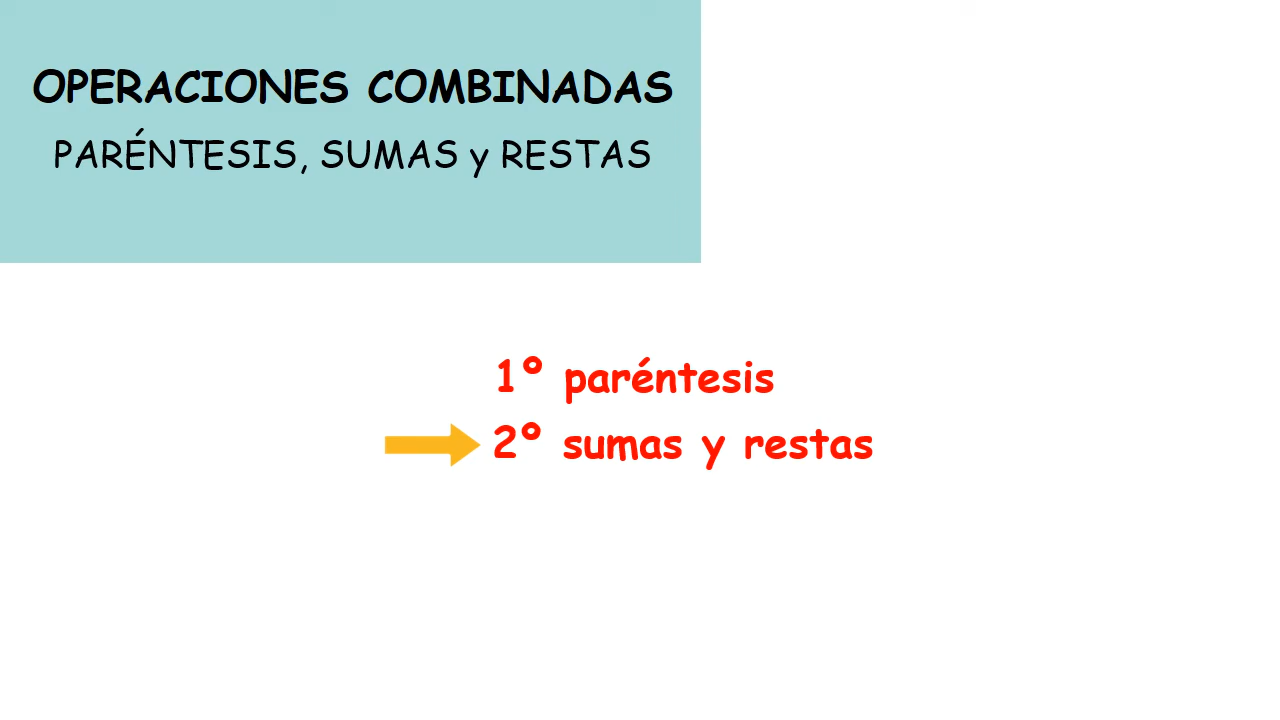 OPERACIONES COMBINADAS
PARÉNTESIS, SUMAS y RESTAS
1º paréntesis
2º sumas y restas